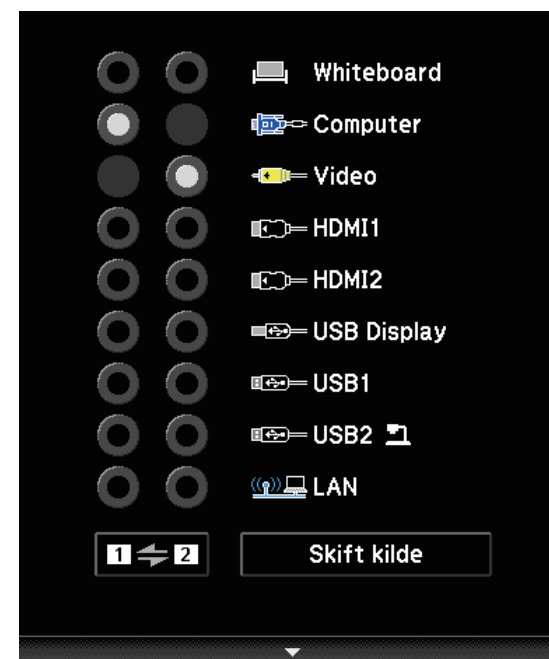 Whiteboard
Computer
Video
HDMI1
HDMI2
USB Display
USB1
USB2
LAN
1 2 Skift kilde